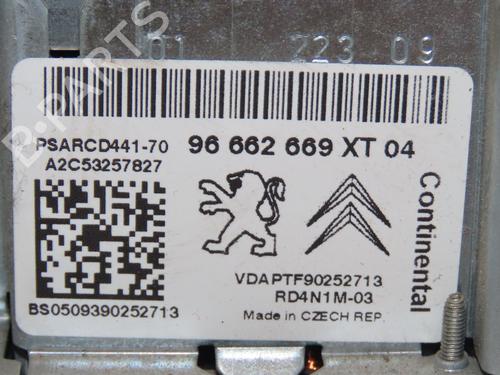 01 223 09
PSARCD441-70 96 662 669 XT 04
A2C53257827
Continental
VDAPTF90252713
RD4N1M-03
BS0509390252713 Made in CZECH REP.
B-PARTS